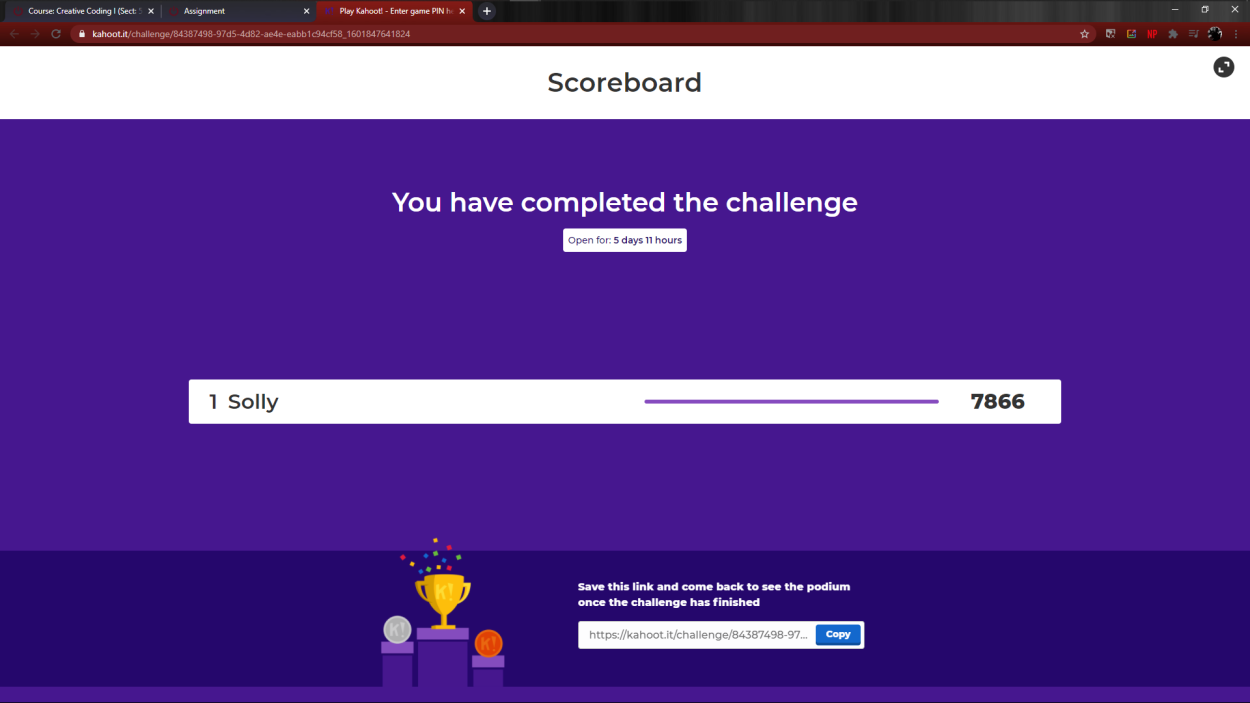 Course: Creative Coding I (Sect: 
Assignment
Play Kahoot! - Enter game PIN h
kahoot.it/challenge/84387498-97d5-4d82-ae4e-eabb1c94cf58_1601847641824
NP
Scoreboard
You have completed the challenge
Open for: 5 days 11 hours
1 Solly 7866
K!
K! K!
Save this link and come back to see the podium
once the challenge has finished
https://kahoot.it/challenge/84387498-97... Copy